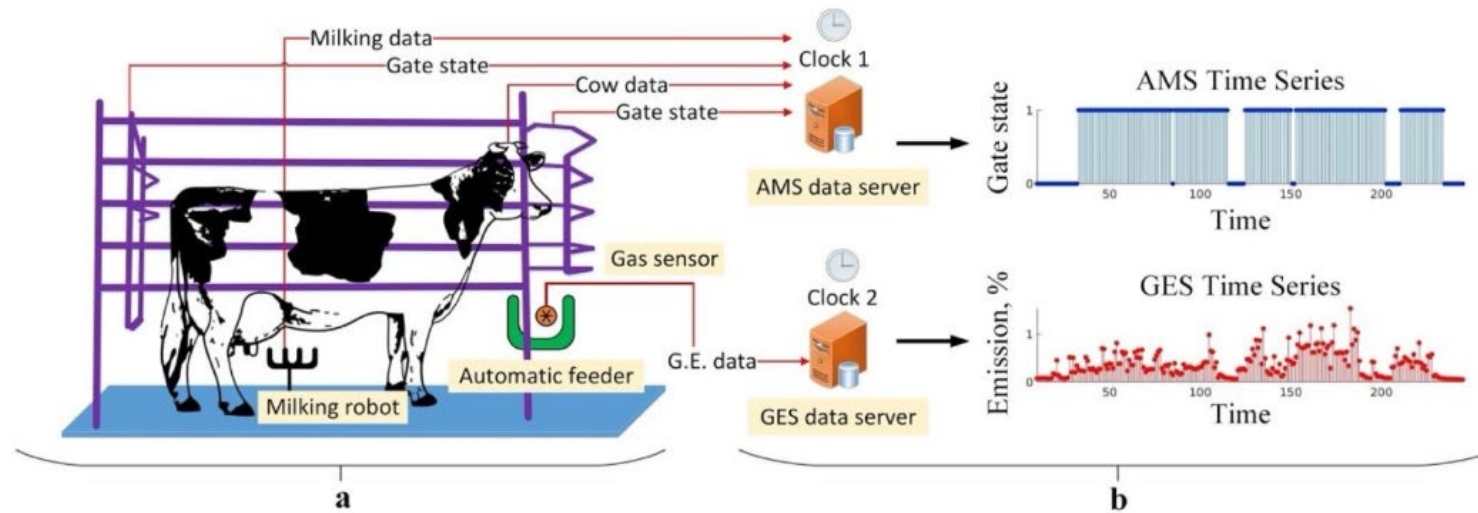 Milking data
Gate state
Cow data
Gate state
Clock 1
AMS data server
Gas sensor
Automatic feeder
Milking robot
G.E. data
Clock 2
GES data server
a
AMS Time Series
Gate state
1
0
50
100
150
200
Time
GES Time Series
Emission, %
1
0
50
100
150
200
Time
b